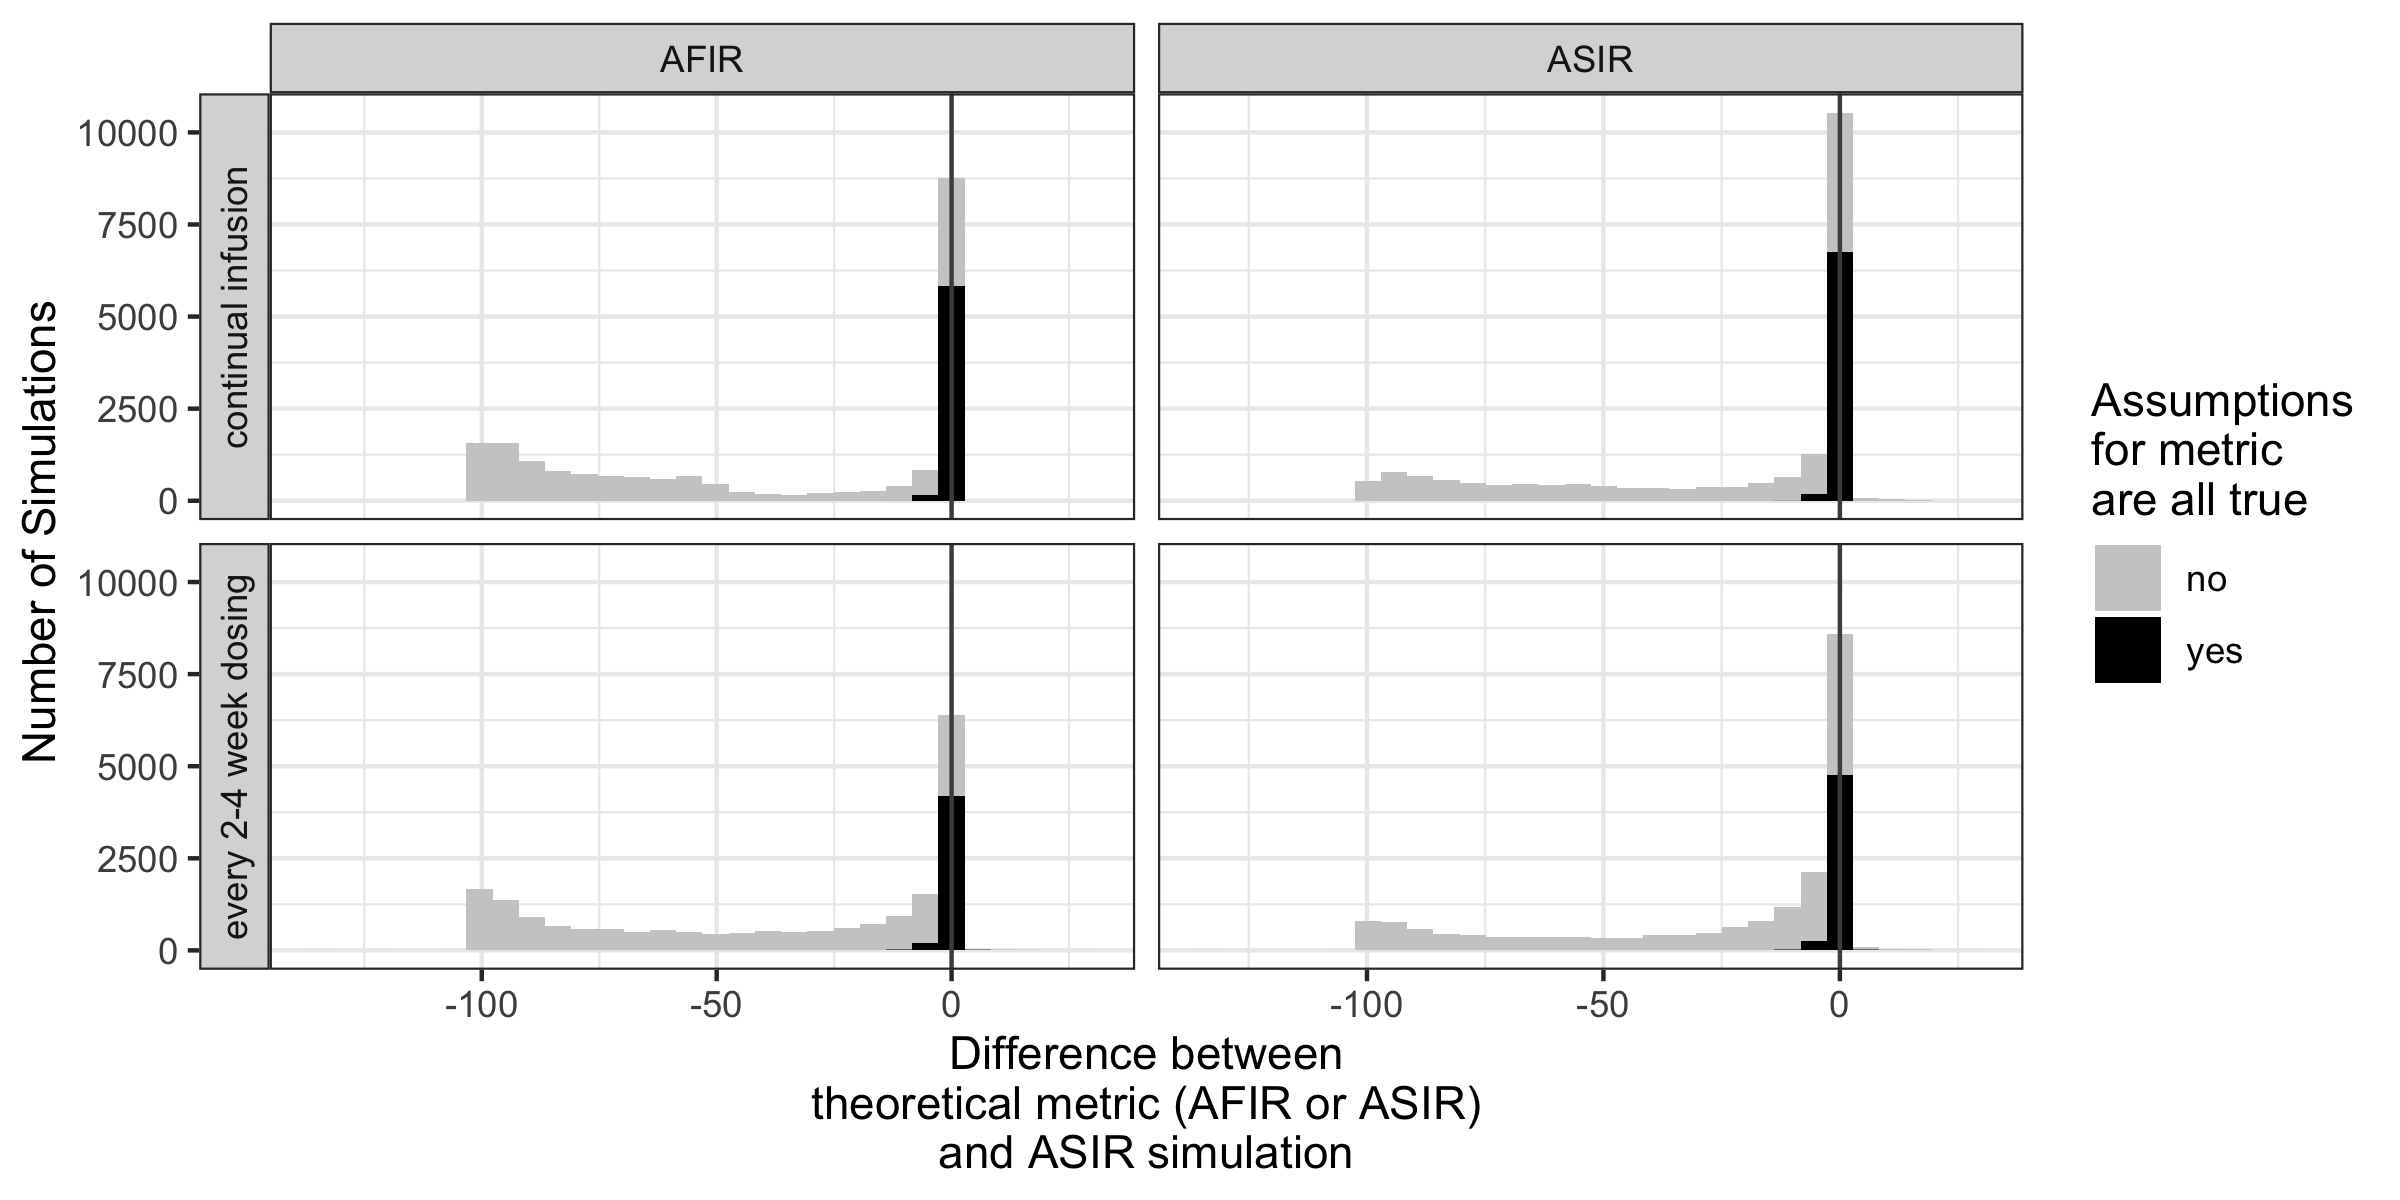 AFIR
ASIR
continual infusion
10000
7500
5000
2500
0
every 2-4 week dosing
10000
7500
5000
2500
0
Number of Simulations
-100
-50
0
-100
-50
0
Difference between
theoretical metric (AFIR or ASIR)
and ASIR simulation
Assumptions
for metric
are all true
no
yes